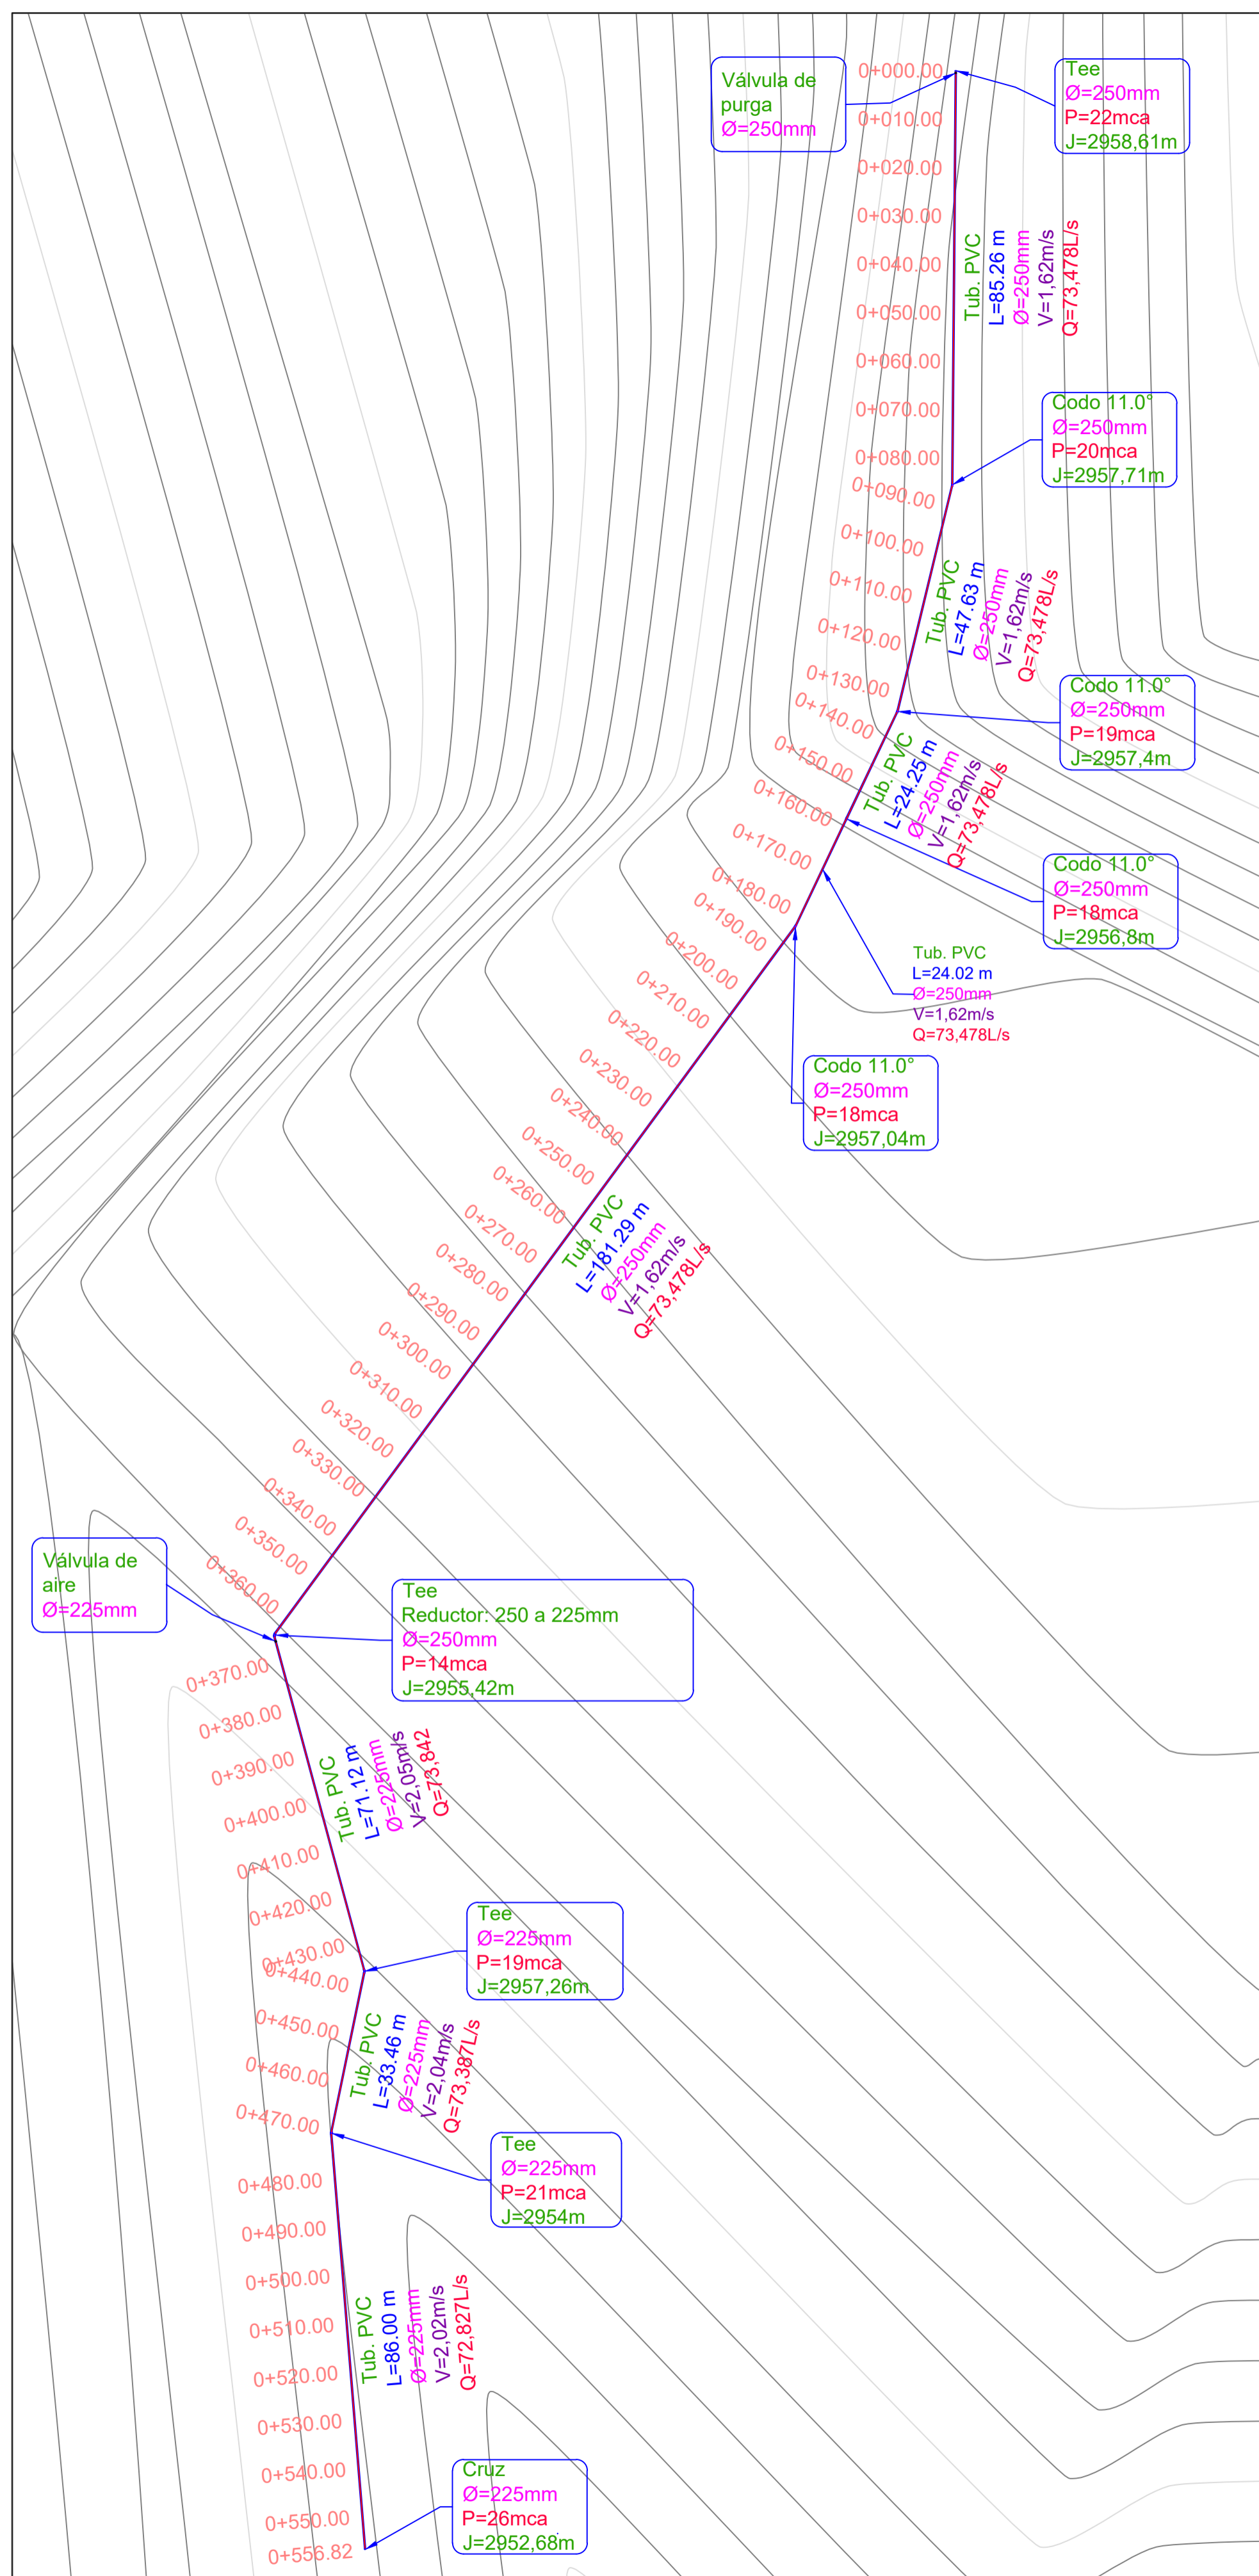 Válvula de
purga
Ø=250mm
Tee
Ø=250mm
P=22mca
J=2958,61m
0+000.00
0+010.00
0+020.00
0+030.00
0+040.00
0+050.00
0+060.00
0+070.00
0+080.00
0+090.00
0+100.00
0+110.00
0+120.00
0+130.00
0+140.00
0+150.00
0+160.00
0+170.00
0+180.00
0+190.00
0+200.00
0+210.00
0+220.00
0+230.00
0+240.00
0+250.00
0+260.00
0+270.00
0+280.00
0+290.00
0+300.00
0+310.00
0+320.00
0+330.00
0+340.00
0+350.00
0+360.00
0+370.00
0+380.00
0+390.00
0+400.00
0+410.00
0+420.00
0+430.00
0+440.00
0+450.00
0+460.00
0+470.00
0+480.00
0+490.00
0+500.00
0+510.00
0+520.00
0+530.00
0+540.00
0+550.00
0+556.82
Tub. PVC
L=85.26 m
Ø=250mm
V=1,62m/s
Q=73,478L/s
Codo 11.0°
Ø=250mm
P=20mca
J=2957,71m
Tub. PVC
L=47.63 m
Ø=250mm
V=1,62m/s
Q=73,478L/s
Codo 11.0°
Ø=250mm
P=19mca
J=2957,4m
Tub. PVC
L=24.25 m
Ø=250mm
V=1,62m/s
Q=73,478L/s
Codo 11.0°
Ø=250mm
P=18mca
J=2956,8m
Tub. PVC
L=24.02 m
Ø=250mm
V=1,62m/s
Q=73,478L/s
Codo 11.0°
Ø=250mm
P=18mca
J=2957,04m
Tub. PVC
L=181.29 m
Ø=250mm
V=1,62m/s
Q=73,478L/s
Válvula de
aire
Ø=225mm
Tee
Reductor: 250 a 225mm
Ø=250mm
P=14mca
J=2955,42m
Tub. PVC
L=71.12 m
Ø=225mm
V=2,05m/s
Q=73,842
Tee
Ø=225mm
P=19mca
J=2957,26m
Tub. PVC
L=33.46 m
Ø=225mm
V=2,04m/s
Q=73,387L/s
Tee
Ø=225mm
P=21mca
J=2954m
Tub. PVC
L=86.00 m
Ø=225mm
V=2,02m/s
Q=72,827L/s
Cruz
Ø=225mm
P=26mca
J=2952,68m